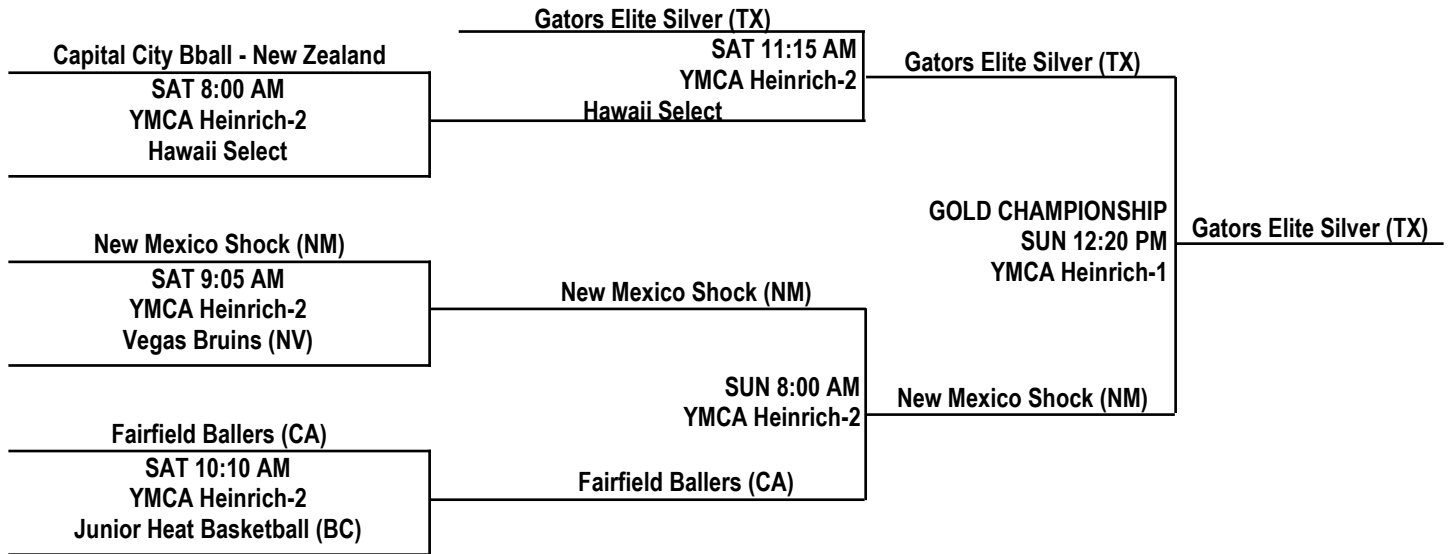 Gators Elite Silver (TX)
Capital City Bball - New Zealand
SAT 11:15 AM
Gators Elite Silver (TX)
SAT 8:00 AM
YMCA Heinrich-2
YMCA Heinrich-2
Hawaii Select
Hawaii Select
GOLD CHAMPIONSHIP
SUN 12:20 PM
YMCA Heinrich-1
Gators Elite Silver (TX)
New Mexico Shock (NM)
SAT 9:05 AM
YMCA Heinrich-2
Vegas Bruins (NV)
New Mexico Shock (NM)
SUN 8:00 AM
YMCA Heinrich-2
New Mexico Shock (NM)
Fairfield Ballers (CA)
SAT 10:10 AM
YMCA Heinrich-2
Junior Heat Basketball (BC)
Fairfield Ballers (CA)